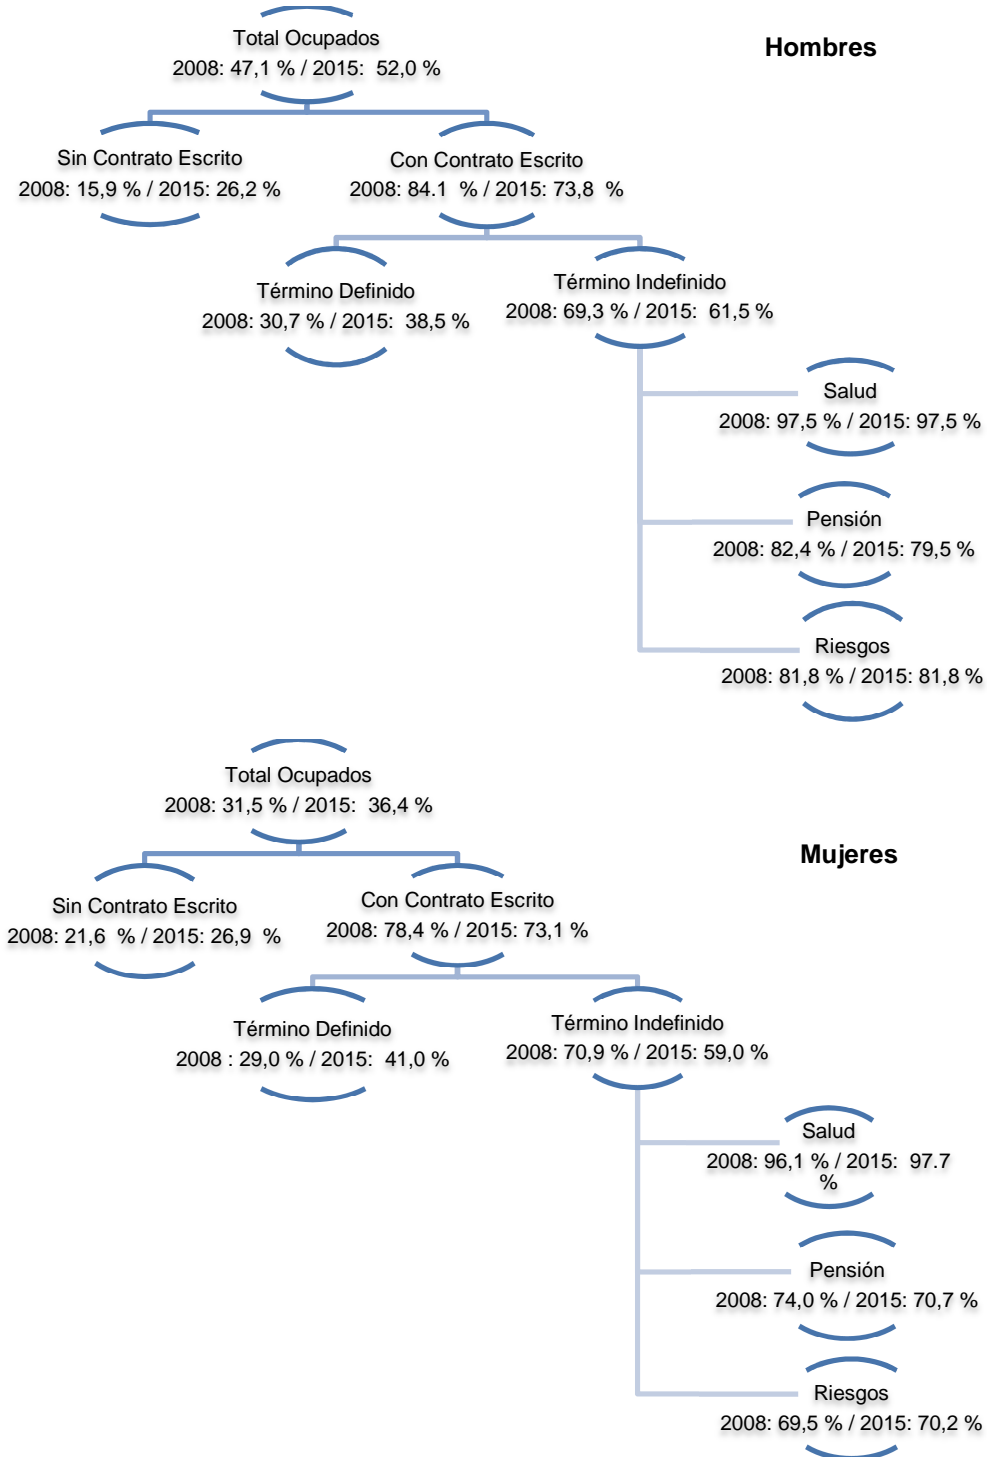 Hombres
Total Ocupados
2008: 47,1 % / 2015: 52,0 %
Sin Contrato Escrito
2008: 15,9 % / 2015: 26,2 %
Con Contrato Escrito
2008: 84.1 % / 2015: 73,8 %
Término Definido
2008: 30,7 % / 2015: 38,5 %
Término Indefinido
2008: 69,3 % / 2015: 61,5 %
Salud
2008: 97,5 % / 2015: 97,5 %
Pensión
2008: 82,4 % / 2015: 79,5 %
Riesgos
2008: 81,8 % / 2015: 81,8 %
Mujeres
Total Ocupados
2008: 31,5 % / 2015: 36,4 %
Sin Contrato Escrito
2008: 21,6 % / 2015: 26,9 %
Con Contrato Escrito
2008: 78,4 % / 2015: 73,1 %
Término Definido
2008 : 29,0 % / 2015: 41,0 %
Término Indefinido
2008: 70,9 % / 2015: 59,0 %
Salud
2008: 96,1 % / 2015: 97.7
%
Pensión
2008: 74,0 % / 2015: 70,7 %
Riesgos
2008: 69,5 % / 2015: 70,2 %